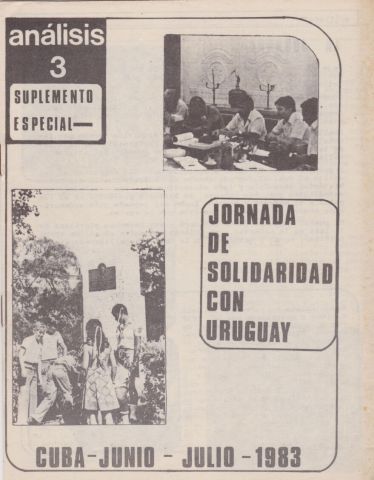 análisis
3
SUPLEMENTO
ESPECIAL—
JORNADA
DE
SOLIDARIDAD
CON
URUGUAY
CUBA-JUNIO - JULIO - 1983